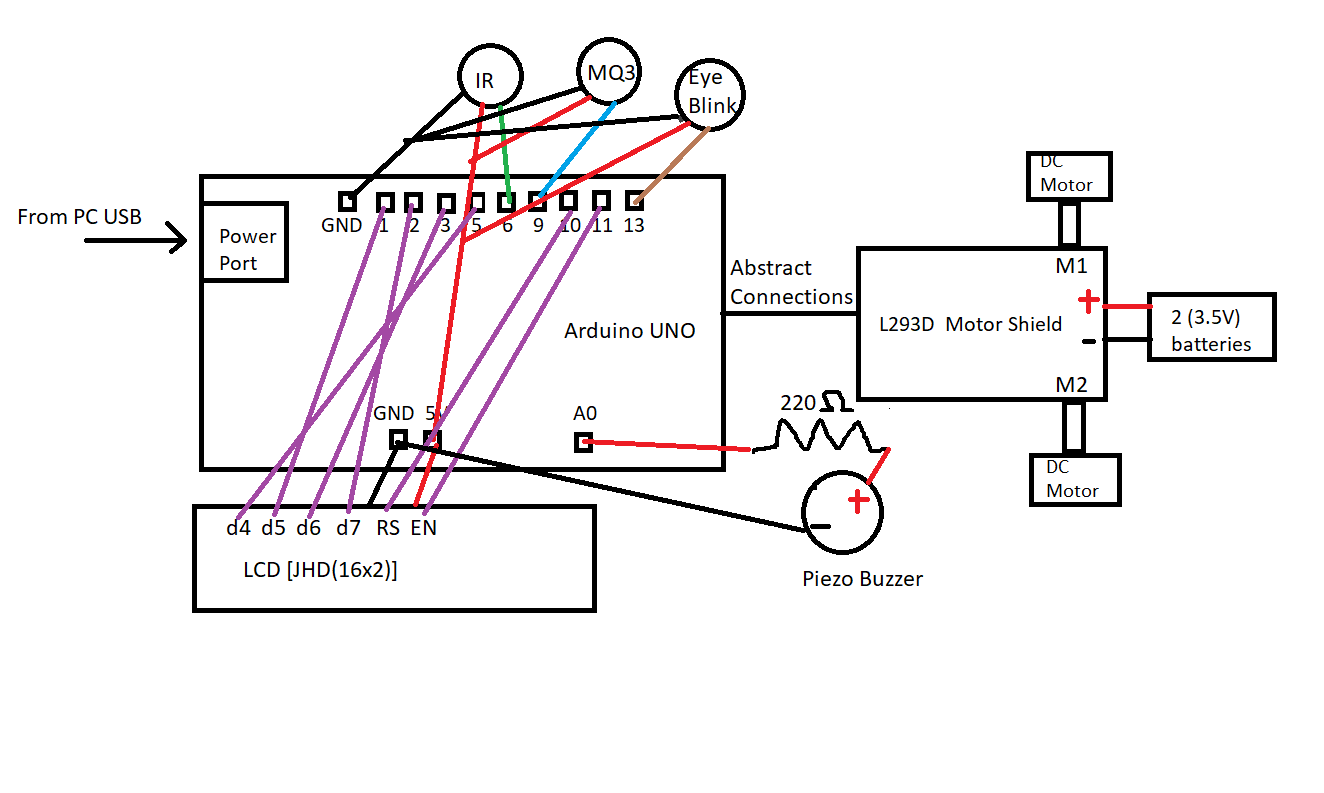 IR
MQ3
Eye
Blink
From PC USB
Power
Port
GND 1 2 3 5 6 9 10 11 13
Arduino UNO
GND 5V
A0
Abstract
Connections
DC
Motor
M1
+
L293D Motor Shield
-
M2
2 (3.5V)
batteries
DC
Motor
220 Ω
+
-
Piezo Buzzer
d4 d5 d6 d7 RS EN
LCD [JHD(16x2)]